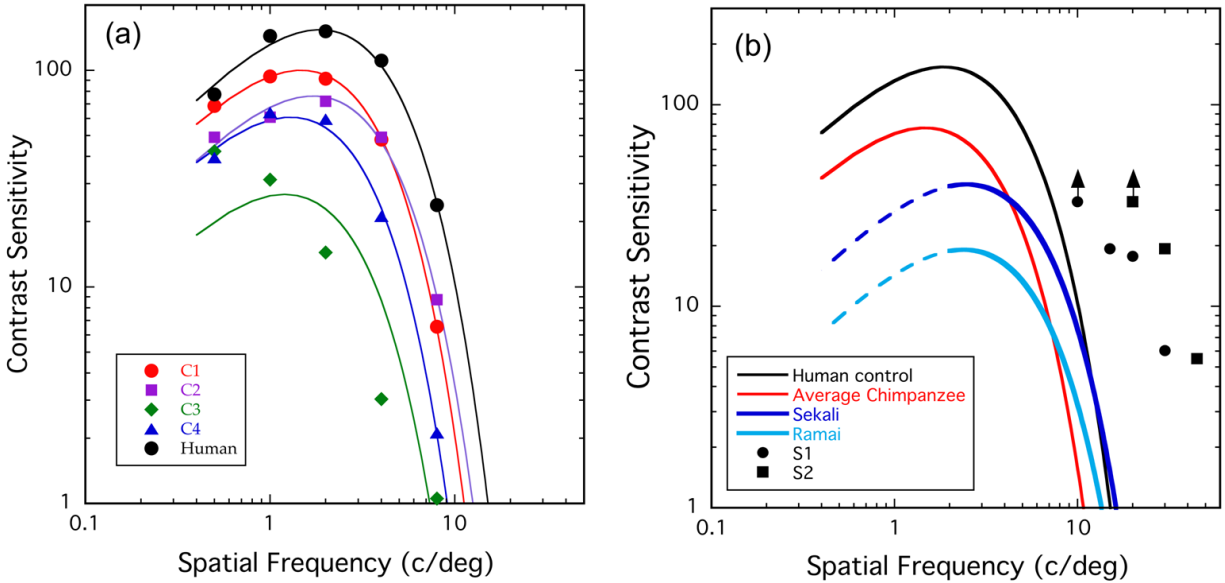 (a)
Contrast Sensitivity
100
10
1
C1
C2
C3
C4
Human
0.1
1
10
Spatial Frequency (c/deg)
(b)
Contrast Sensitivity
100
10
1
Human control
Average Chimpanzee
Sekali
Ramai
S1
S2
0.1
1
10
Spatial Frequency (c/deg)